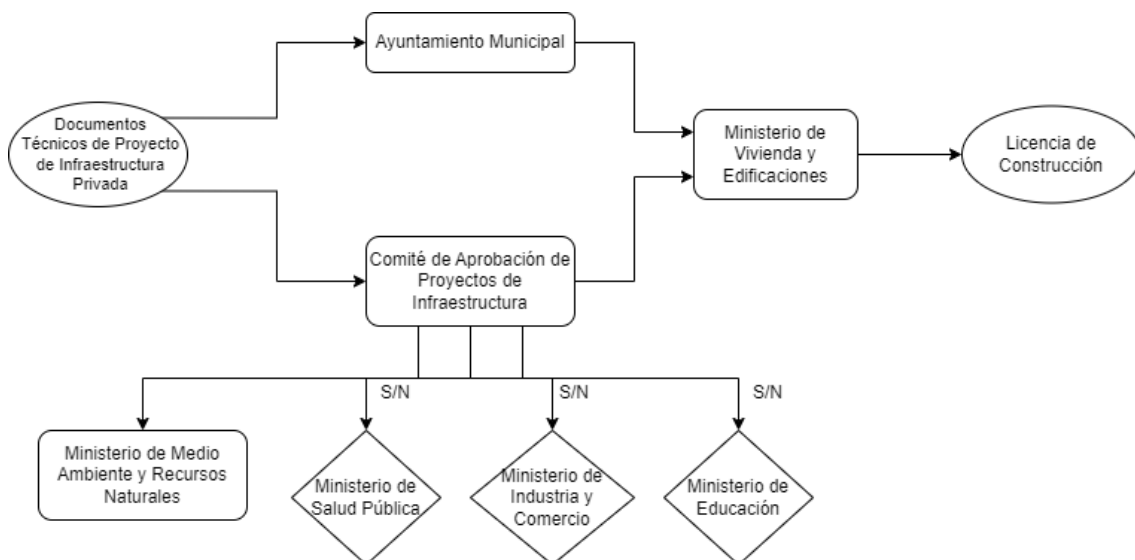 Ayuntamiento Municipal
Documentos
Técnicos de Proyecto
de Infraestructura
Privada
Ministerio de
Vivienda y
Edificaciones
Licencia de
Construcción
Comité de Aprobación de
Proyectos de
Infraestructura
S/N
S/N
S/N
Ministerio de Medio
Ambiente y Recursos
Naturales
Ministerio de
Salud Pública
Ministerio de
Industria y
Comercio
Ministerio de
Educación